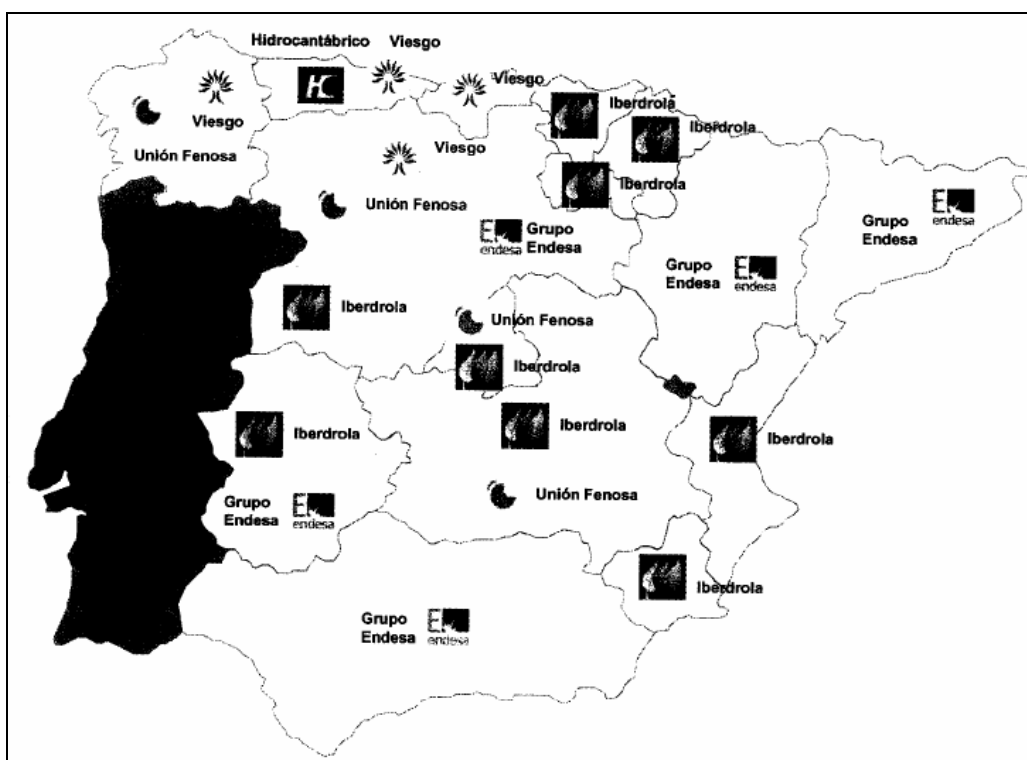 Hidrocantábrico Viesgo
HC
Viesgo
Viesgo
Unión Fenosa
Iberdrola
Iberdrola
Iberdrola
Viesgo
Unión Fenosa
Grupo
Endesa
endesa
Grupo
Endesa
endesa
Grupo
Endesa
endesa
Iberdrola
Unión Fenosa
Iberdrola
Iberdrola
Iberdrola
Iberdrola
Grupo
Endesa
endesa
Unión Fenosa
Iberdrola
Grupo
Endesa
endesa